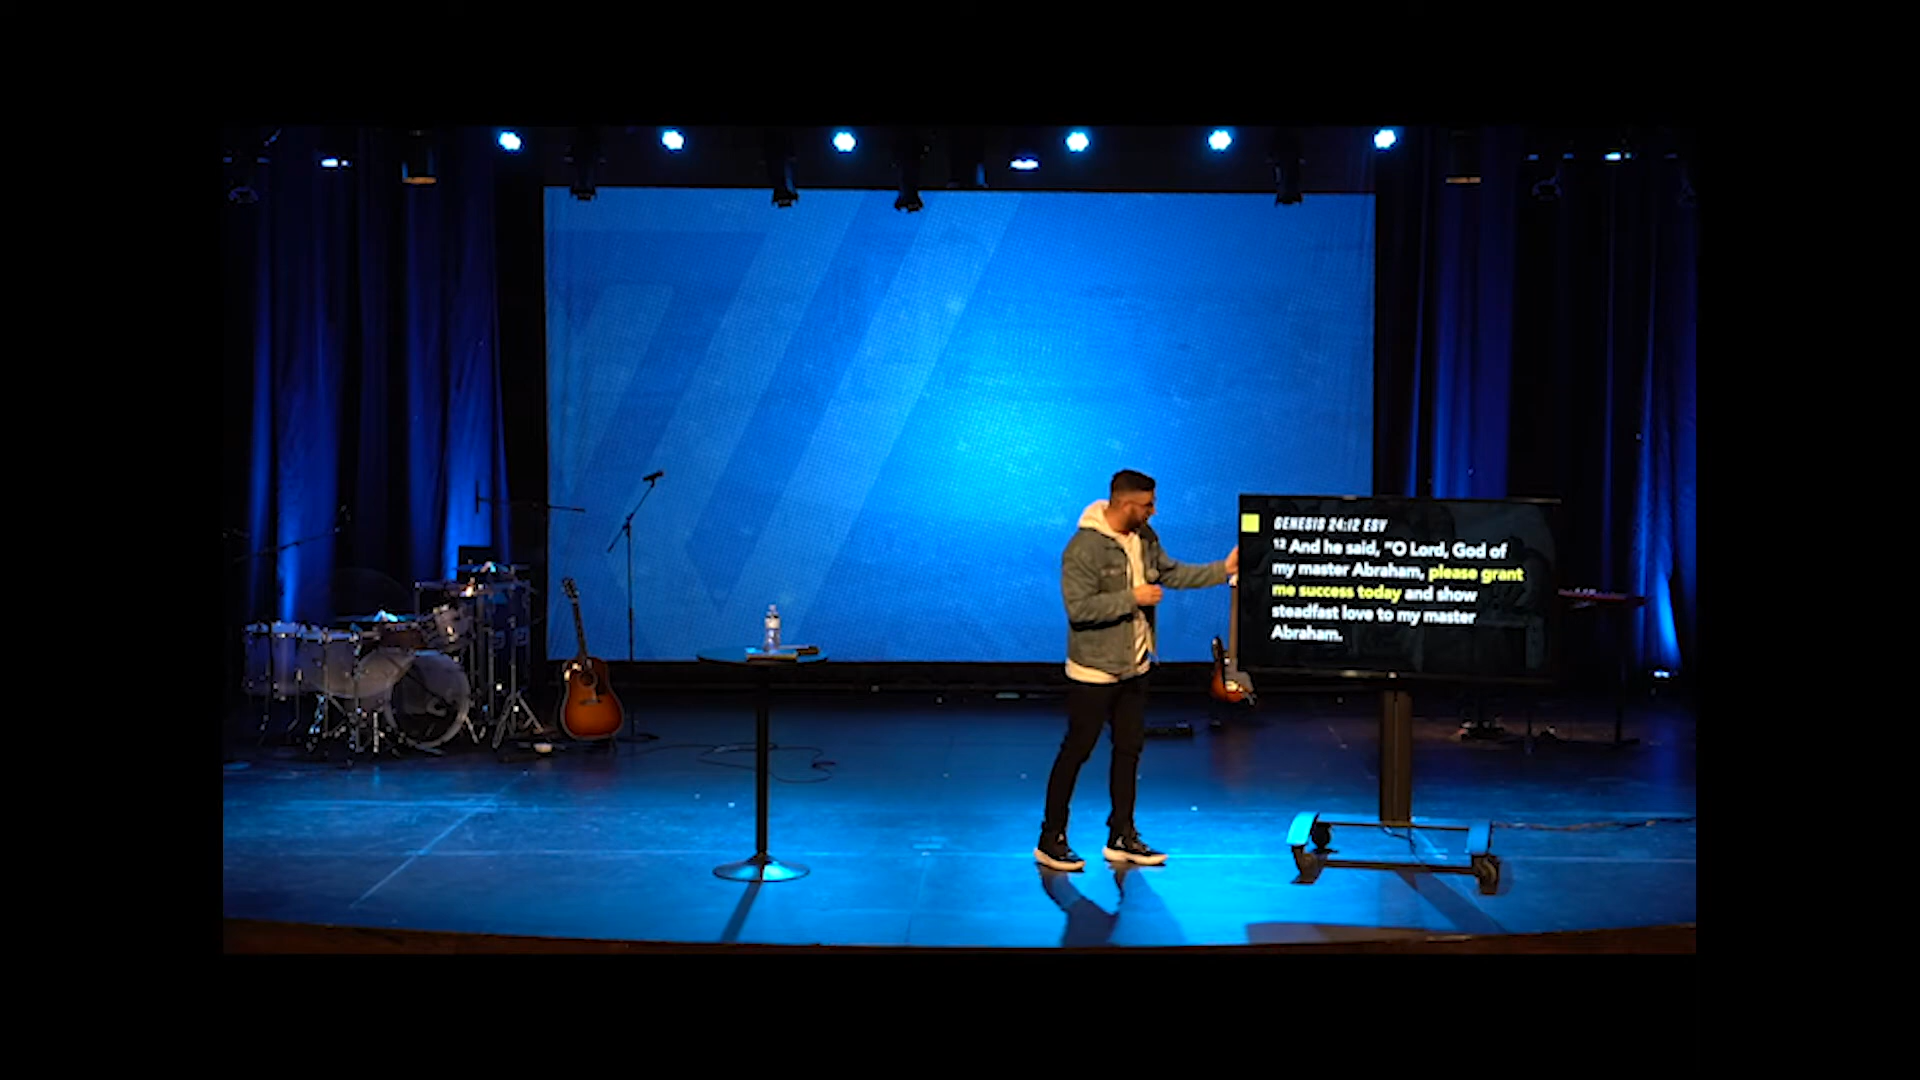 GENESIS 24:12 ESV
12 And he said, "O Lord, God of
my master Abraham, please grant
me success today and show
steadfast love to my master
Abraham.